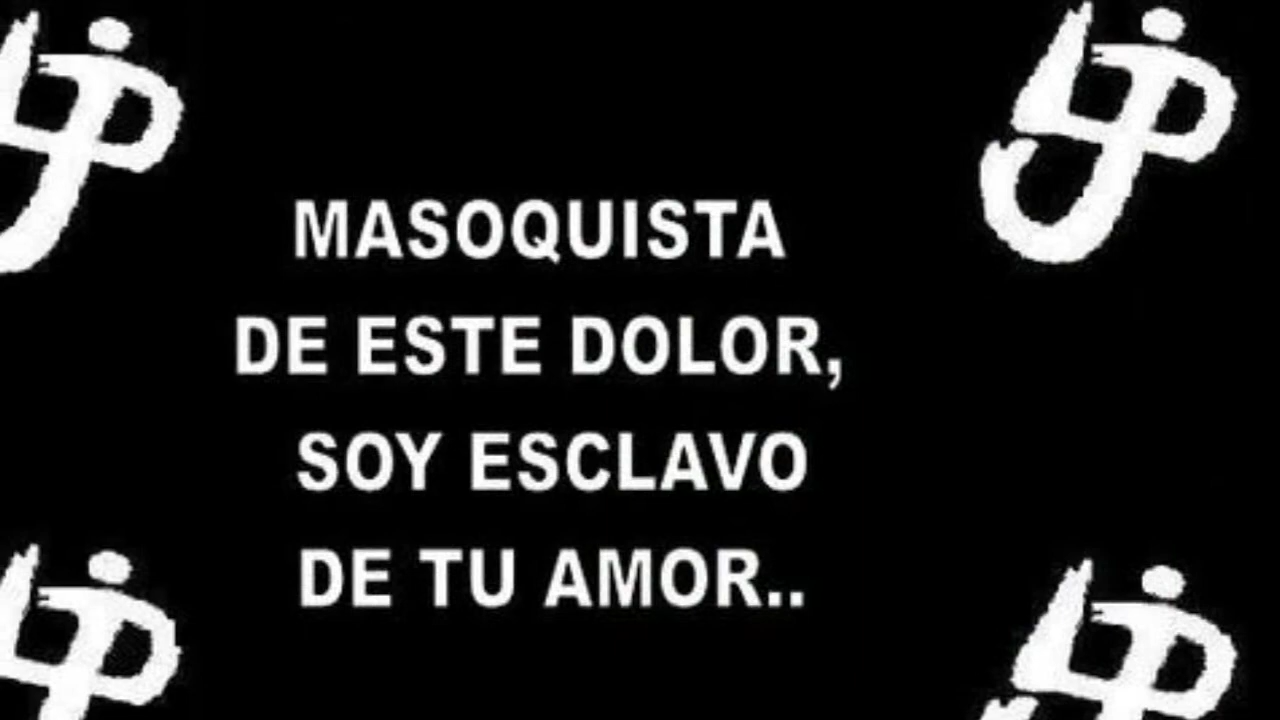 MASOQUISTA
DE ESTE DOLOR,
SOY ESCLAVO
DE TU AMOR..